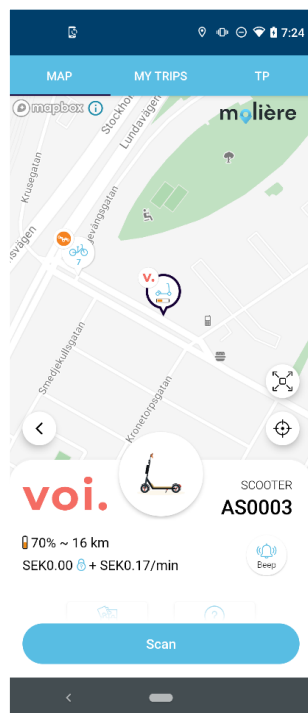 7:24
MAP
MY TRIPS
TP
mapbox
molière
Stockho
Lundavägen
Krusegatan
7
v.
Smedjekullsgatan
Kronetorpsgatan
voi.
SCOOTER
AS0003
70% ~ 16 km
SEK0.00 + SEK0.17/min
Beep
Scan